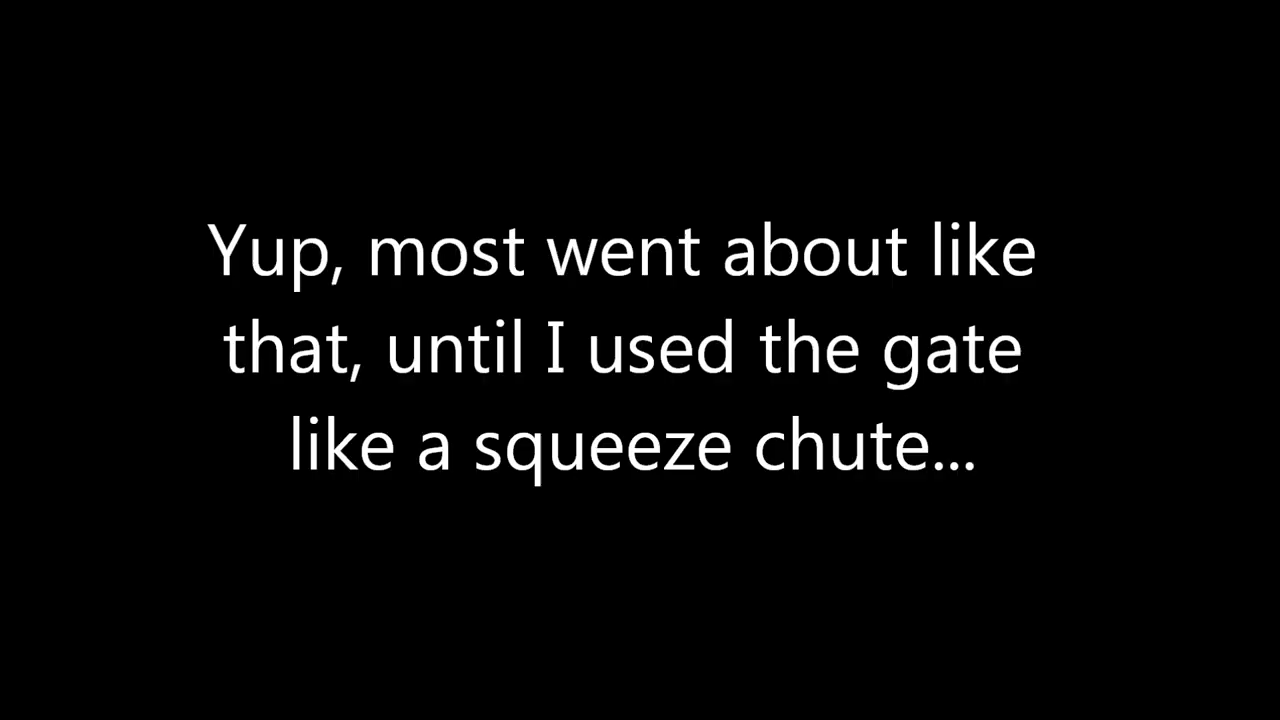 Yup, most went about like
that, until I used the gate
like a squeeze chute...